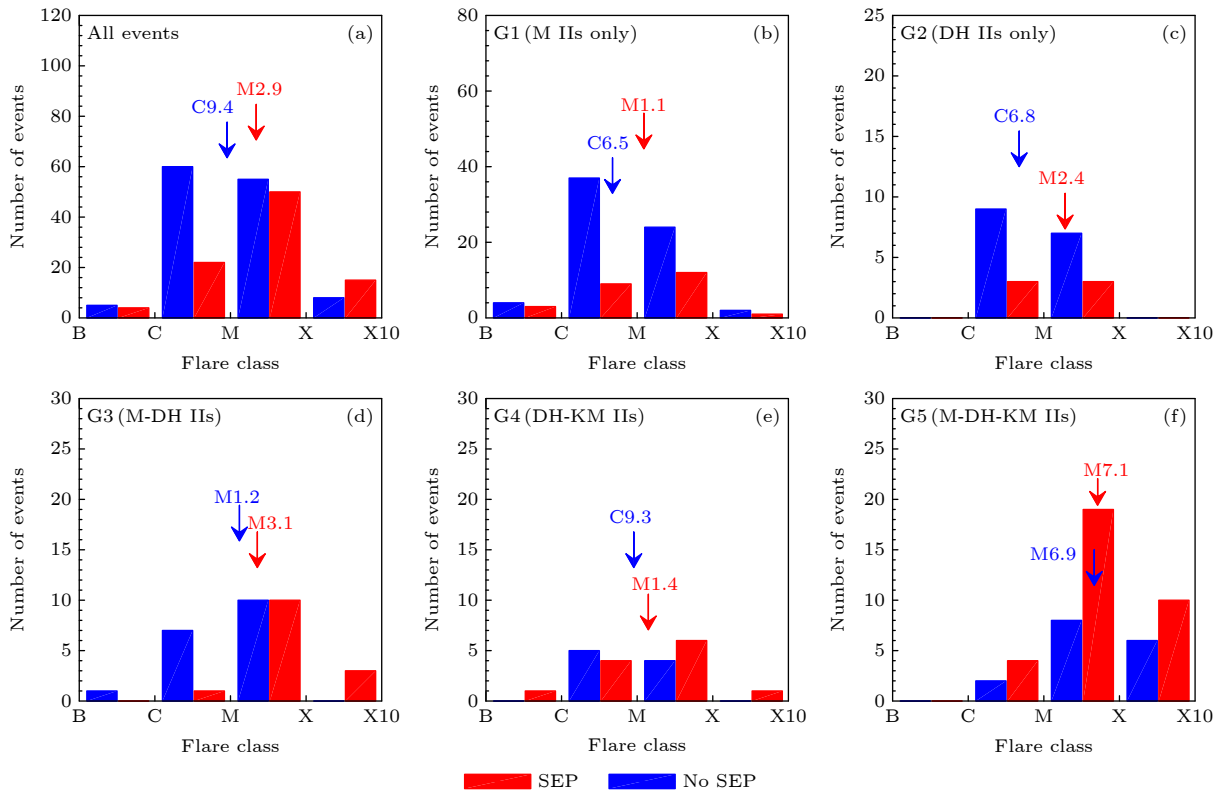 All events (a)
120
100
80
60
40
20
0
Number of events
C9.4
M2.9
B C M X X10
Flare class
G1 (M IIs only) (b)
80
60
40
20
0
Number of events
C6.5
M1.1
B C M X X10
Flare class
G2 (DH IIs only) (c)
25
20
15
10
5
0
Number of events
C6.8
M2.4
B C M X X10
Flare class
G3 (M-DH IIs) (d)
30
25
20
15
10
5
0
Number of events
M1.2
M3.1
B C M X X10
Flare class
G4 (DH-KM IIs) (e)
30
25
20
15
10
5
0
Number of events
C9.3
M1.4
B C M X X10
Flare class
G5 (M-DH-KM IIs) (f)
30
25
20
15
10
5
0
Number of events
M7.1
M6.9
B C M X X10
Flare class
SEP No SEP